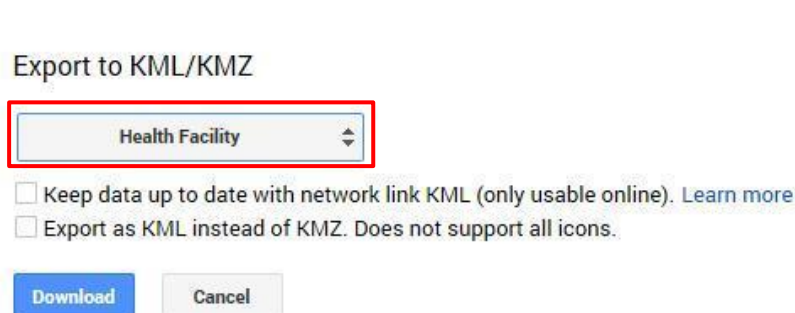 Export to KML/KMZ
Health Facility
Keep data up to date with network link KML (only usable online). Learn more
Export as KML instead of KMZ. Does not support all icons.
Download Cancel